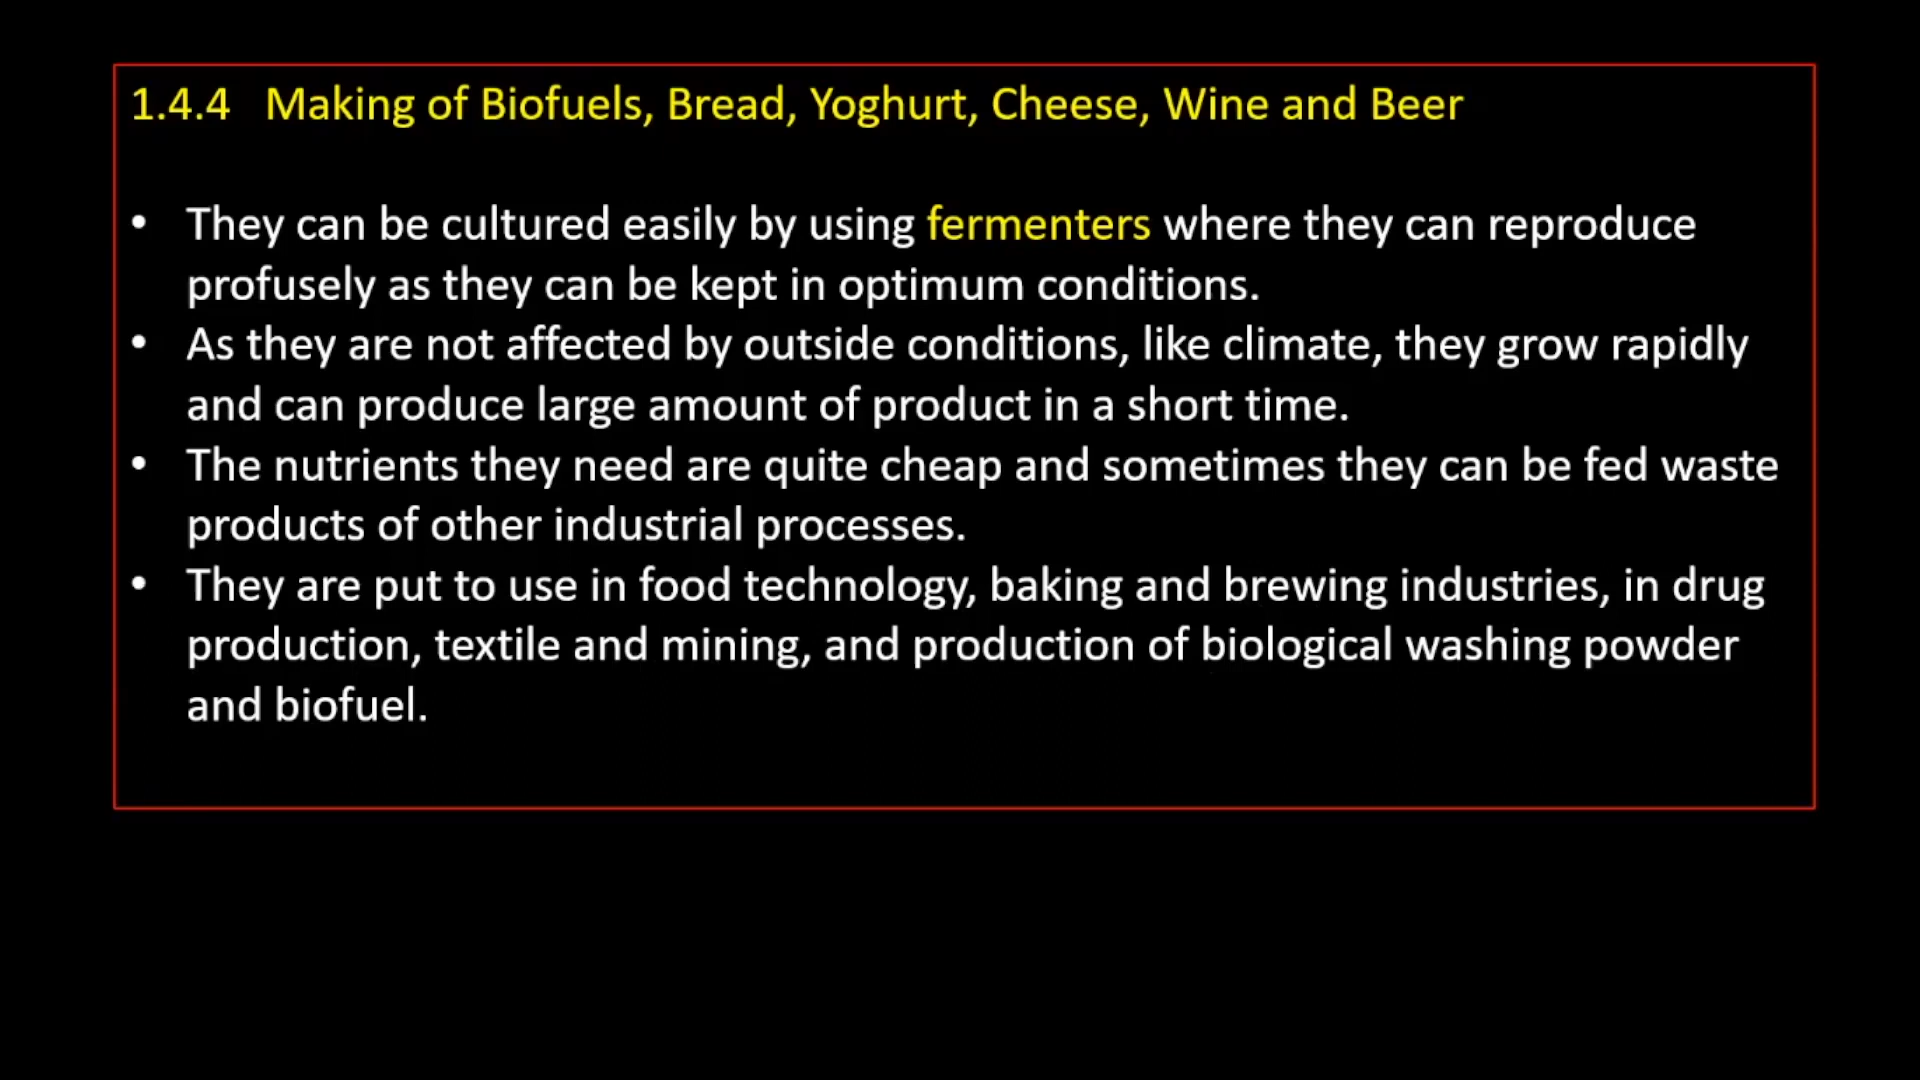 1.4.4 Making of Biofuels, Bread, Yoghurt, Cheese, Wine and Beer
• They can be cultured easily by using fermenters where they can reproduce
profusely as they can be kept in optimum conditions.
• As they are not affected by outside conditions, like climate, they grow rapidly
and can produce large amount of product in a short time.
• The nutrients they need are quite cheap and sometimes they can be fed waste
products of other industrial processes.
• They are put to use in food technology, baking and brewing industries, in drug
production, textile and mining, and production of biological washing powder
and biofuel.